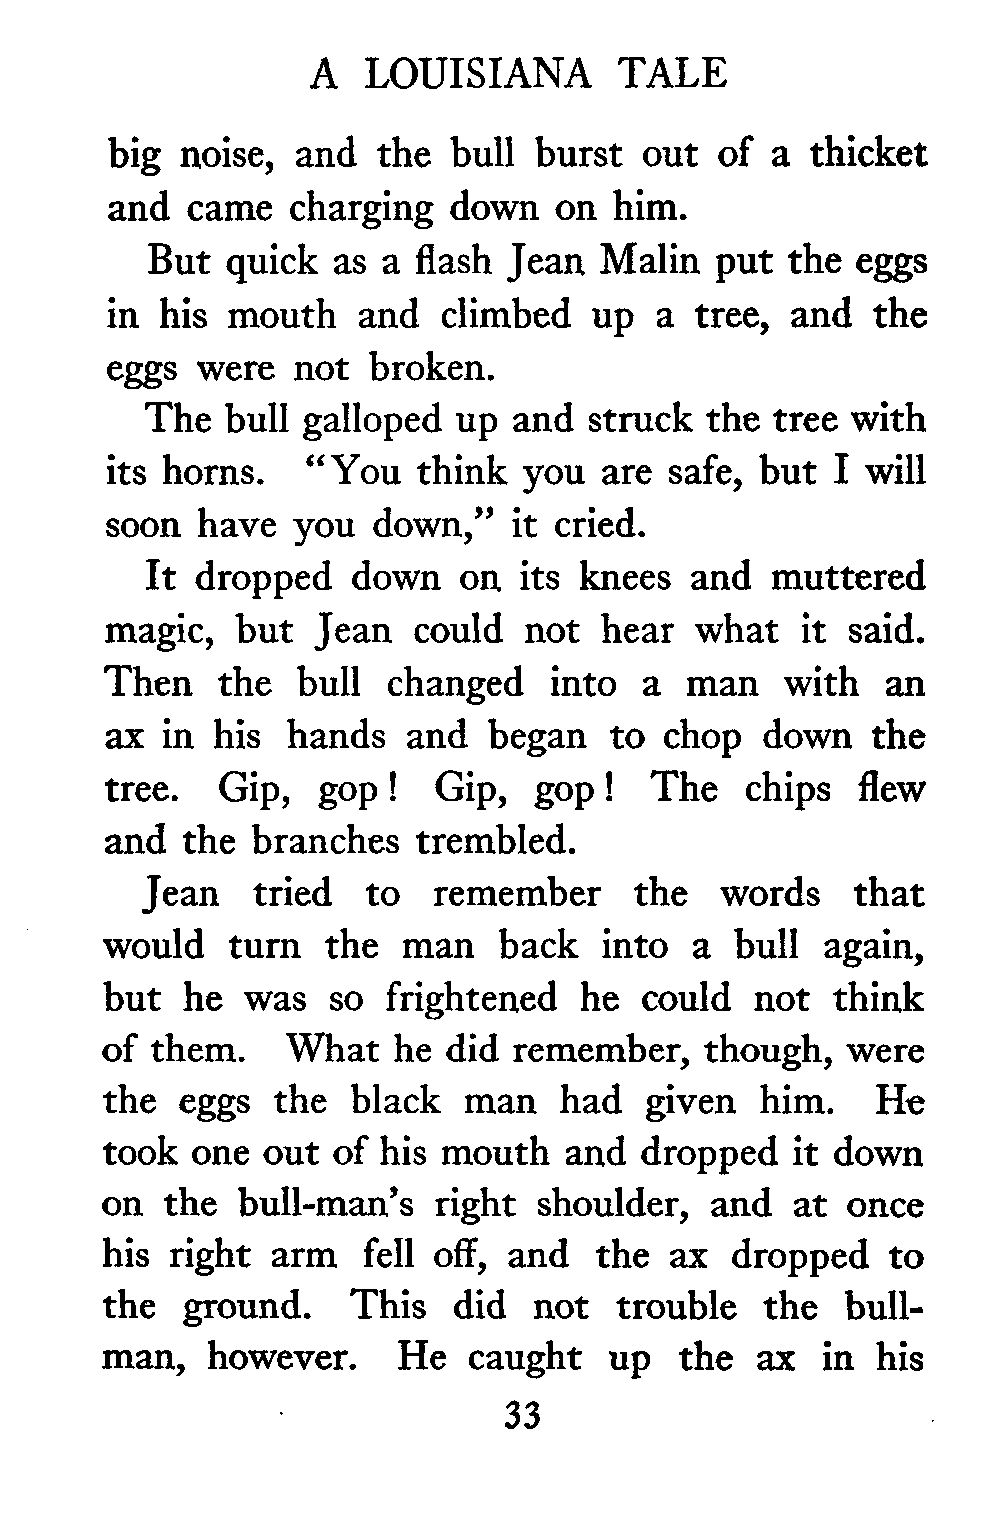 A LOUISIANA TALE
big noise, and the bull burst out of a thicket
and came charging down on him.
But quick as a flash Jean Malin put the eggs
in his mouth and climbed up a tree, and the
eggs were not broken.
The bull galloped up and struck the tree with
its horns. “You think you are safe, but I will
soon have you down,” it cried.
It dropped down on its knees and muttered
magic, but Jean could not hear what it said.
Then the bull changed into a man with an
ax in his hands and began to chop down the
tree. Gip, gop! Gip, gop! The chips flew
and the branches trembled.
Jean tried to remember the words that
would turn the man back into a bull again,
but he was so frightened he could not think
of them. What he did remember, though, were
the eggs the black man had given him. He
took one out of his mouth and dropped it down
on the bull-man’s right shoulder, and at once
his right arm fell off, and the ax dropped to
the ground. This did not trouble the bull-
man, however. He caught up the ax in his
33